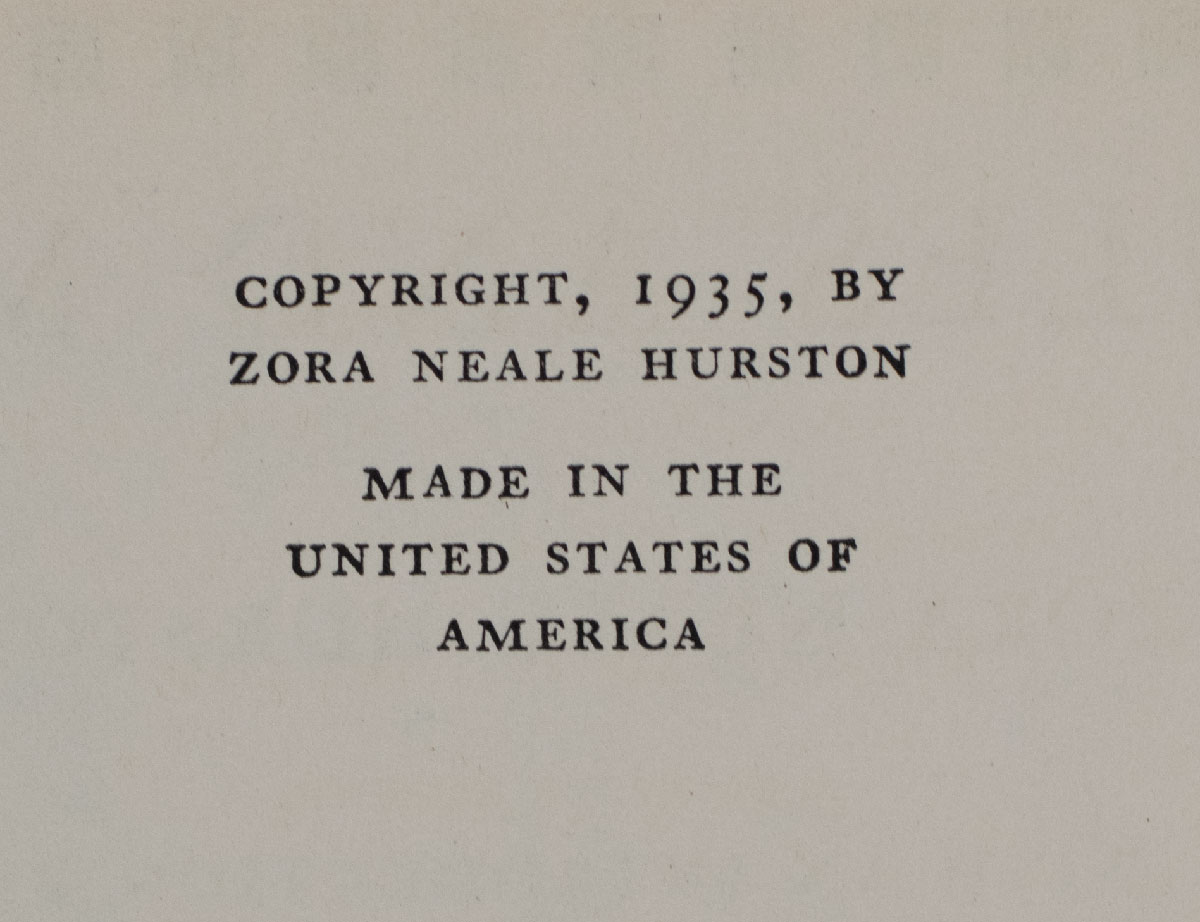 COPYRIGHT, 1935, BY
ZORA NEALE HURSTON
MADE IN THE
UNITED STATES OF
AMERICA